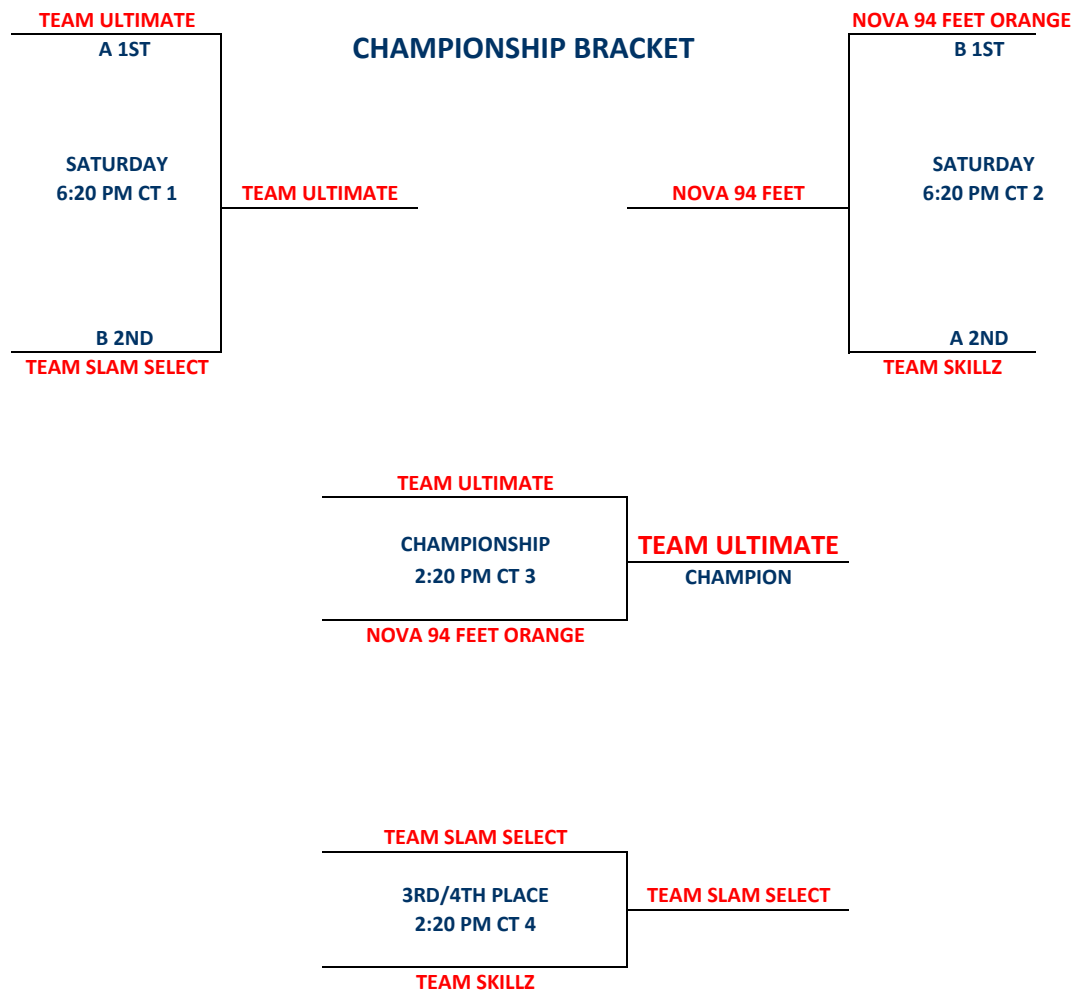 TEAM ULTIMATE
A 1ST
CHAMPIONSHIP BRACKET
NOVA 94 FEET ORANGE
B 1ST
SATURDAY
6:20 PM CT 1
TEAM ULTIMATE
NOVA 94 FEET
SATURDAY
6:20 PM CT 2
B 2ND
TEAM SLAM SELECT
A 2ND
TEAM SKILLZ
TEAM ULTIMATE
CHAMPIONSHIP
2:20 PM CT 3
TEAM ULTIMATE
CHAMPION
NOVA 94 FEET ORANGE
TEAM SLAM SELECT
3RD/4TH PLACE
2:20 PM CT 4
TEAM SLAM SELECT
TEAM SKILLZ